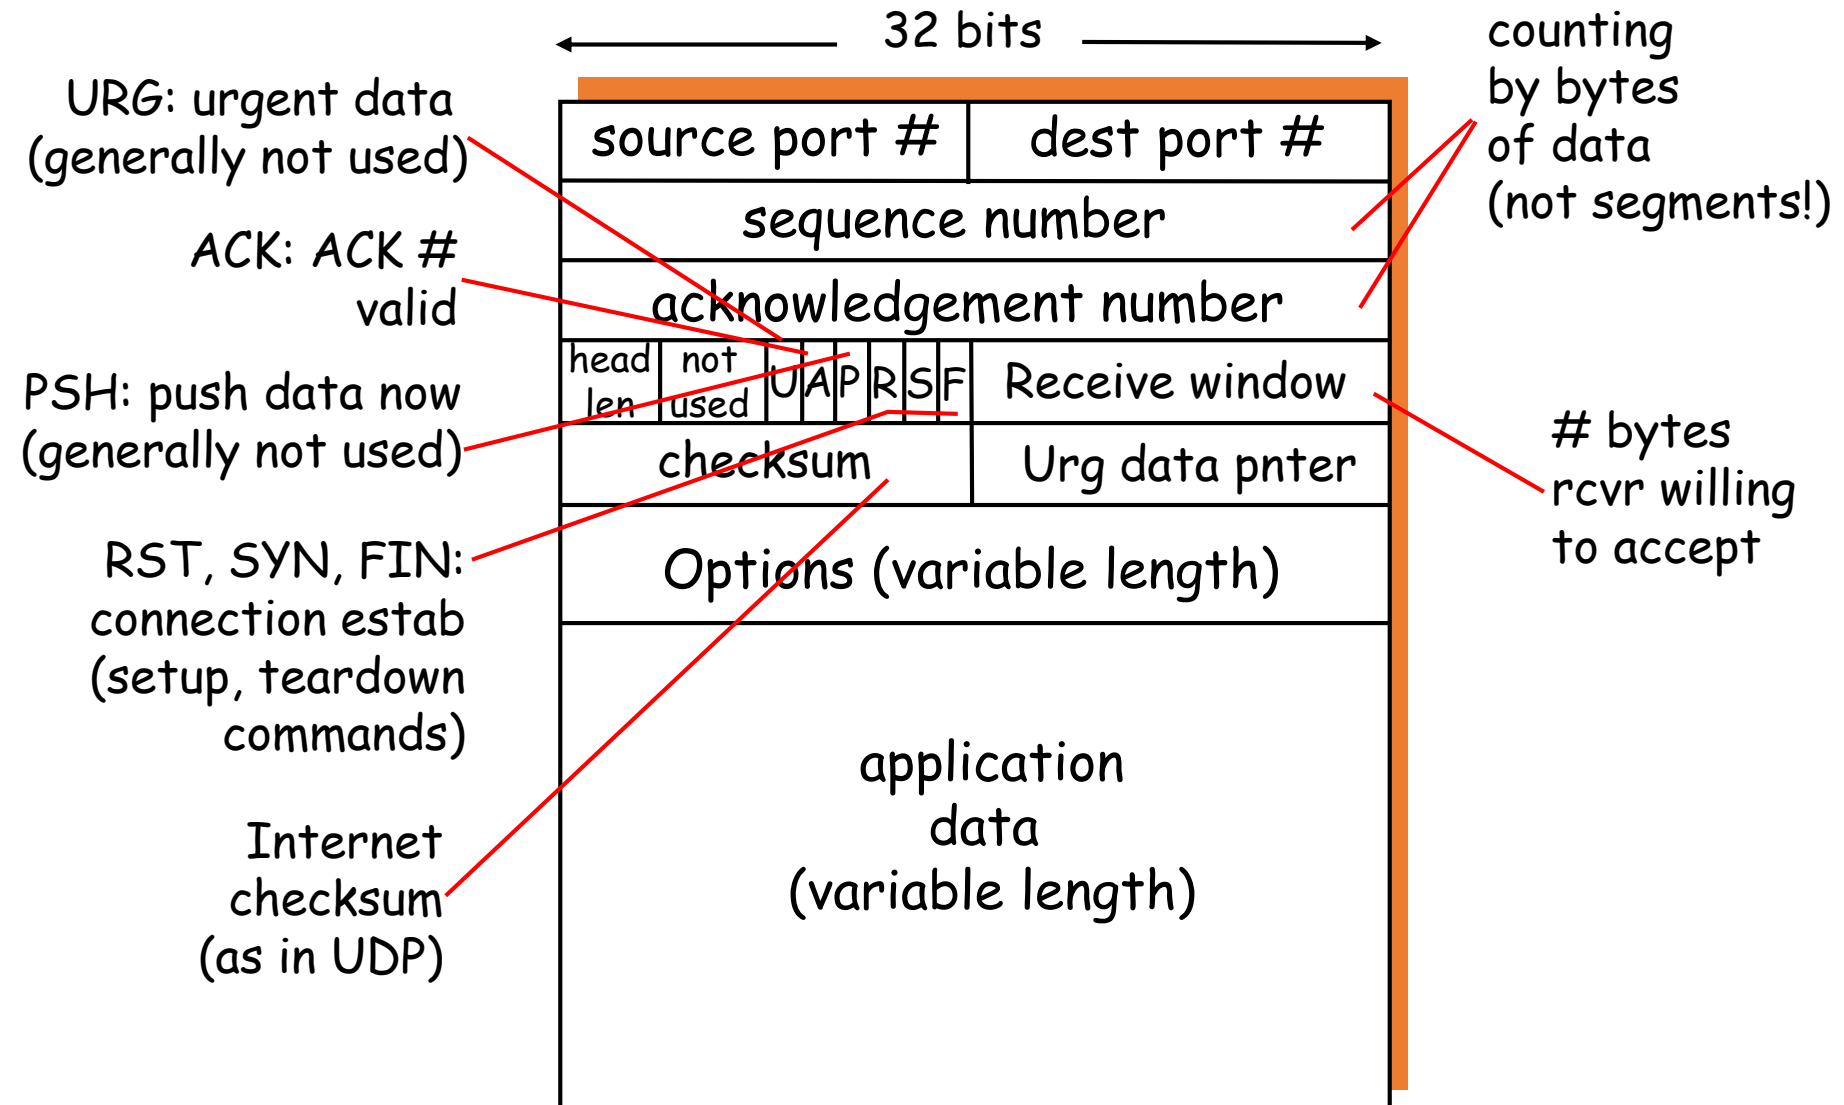 32 bits
URG: urgent data
(generally not used)
ACK: ACK #
valid
PSH: push data now
(generally not used)
RST, SYN, FIN:
connection estab
(setup, teardown
commands)
Internet
checksum
(as in UDP)
source port #
dest port #
sequence number
acknowledgement number
head
len
not
used
U
A
P
R
S
F
Receive window
checksum
Urg data pnter
Options (variable length)
application
data
(variable length)
counting
by bytes
of data
(not segments!)
# bytes
rcvr willing
to accept